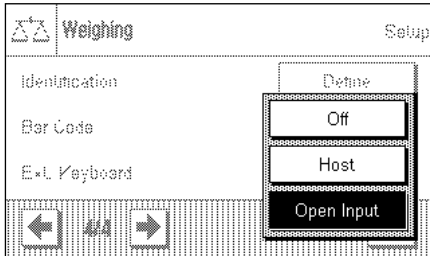 Weighing
Setup
Identification
Define
Bar Code
Off
Ext. Keyboard
Host
Open Input
4/4